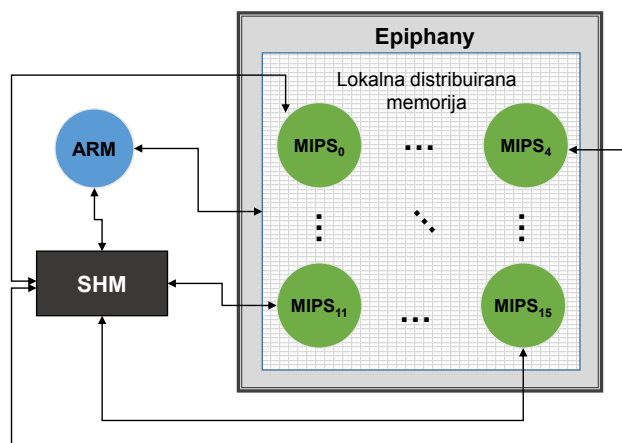 Epiphany
Lokalna distribuirana
memorija
ARM
MIPS0
...
MIPS4
SHM
MIPS11
...
MIPS15